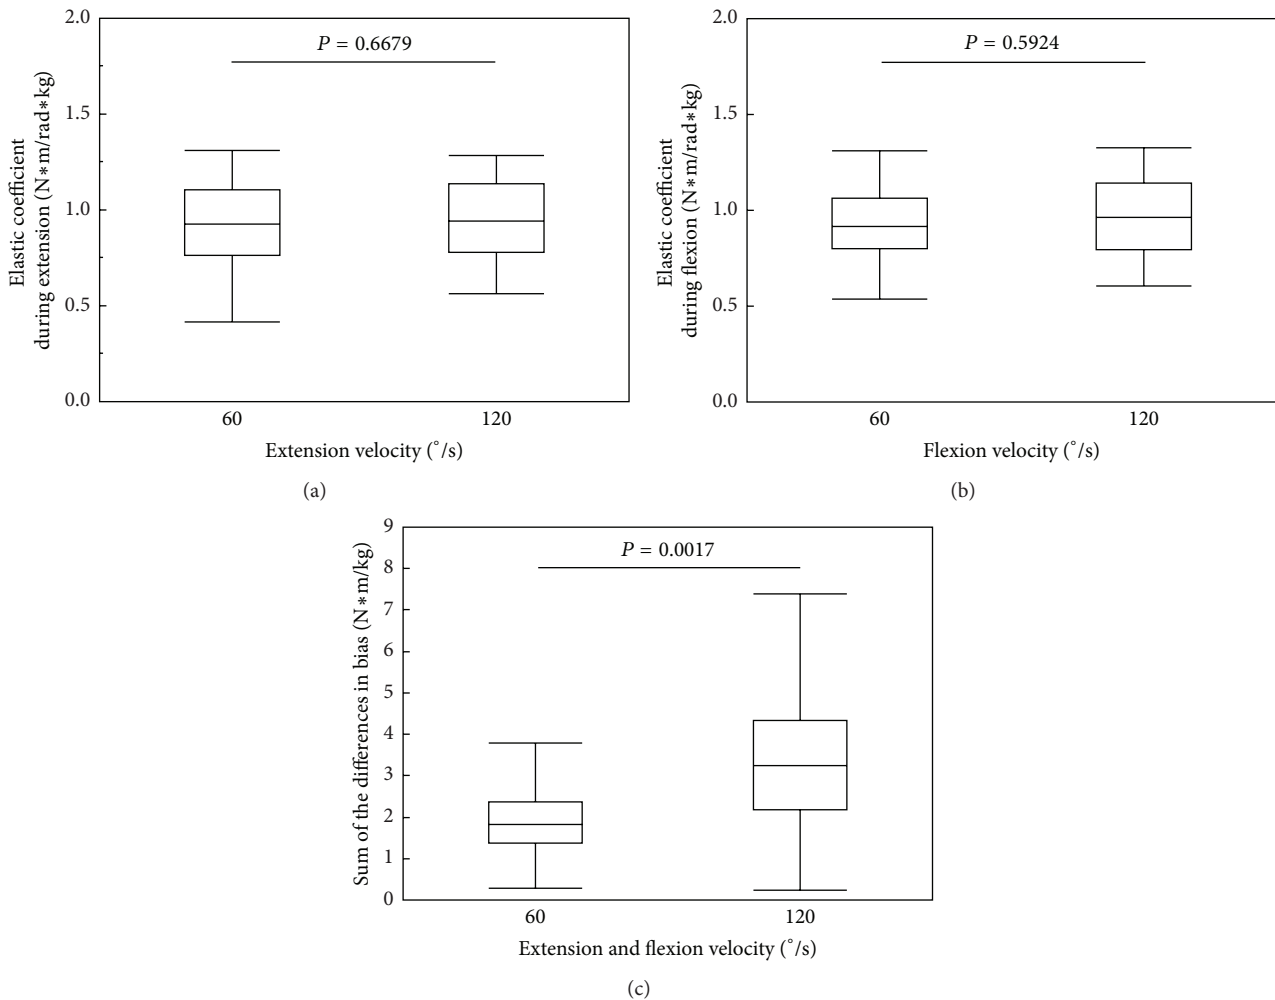 Elastic coefficient
during extension (N∗m/rad∗kg)
2.0
1.5
1.0
0.5
0.0
P = 0.6679
60
120
Extension velocity (°/s)
(a)
Elastic coefficient
during flexion (N∗m/rad∗kg)
2.0
1.5
1.0
0.5
0.0
P = 0.5924
60
120
Flexion velocity (°/s)
(b)
Sum of the differences in bias (N∗m/kg)
9
8
7
6
5
4
3
2
1
0
P = 0.0017
60
120
Extension and flexion velocity (°/s)
(c)